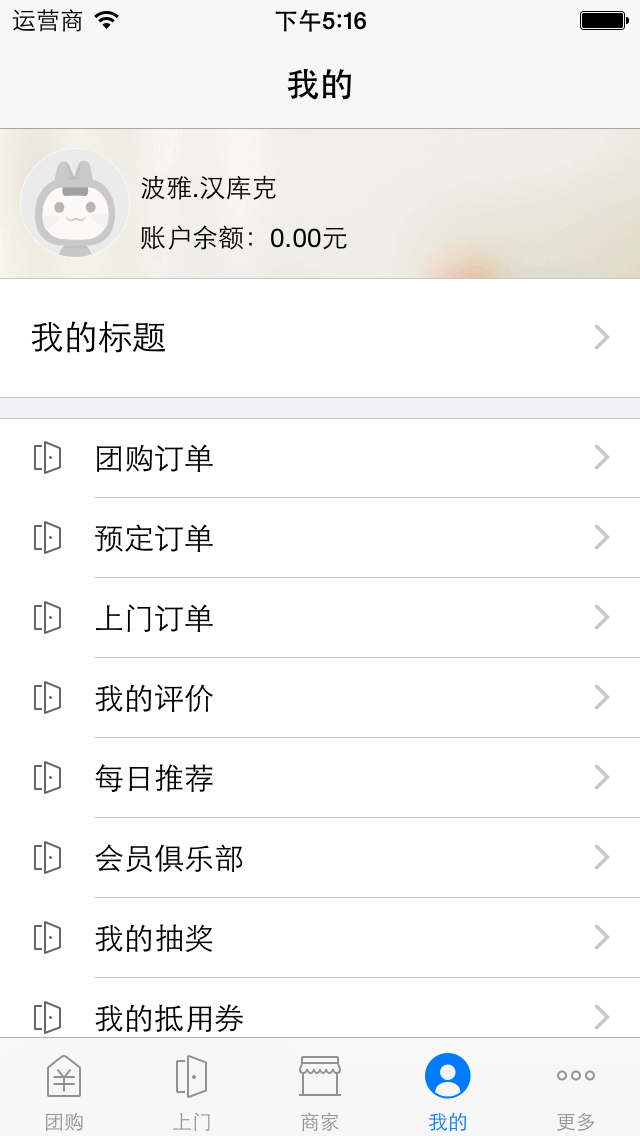 运营商 下午5:16
我的
波雅.汉库克
账户余额：0.00元
我的标题
团购订单
预定订单
上门订单
我的评价
每日推荐
会员俱乐部
我的抽奖
我的抵用券
团购 上门 商家 我的 更多